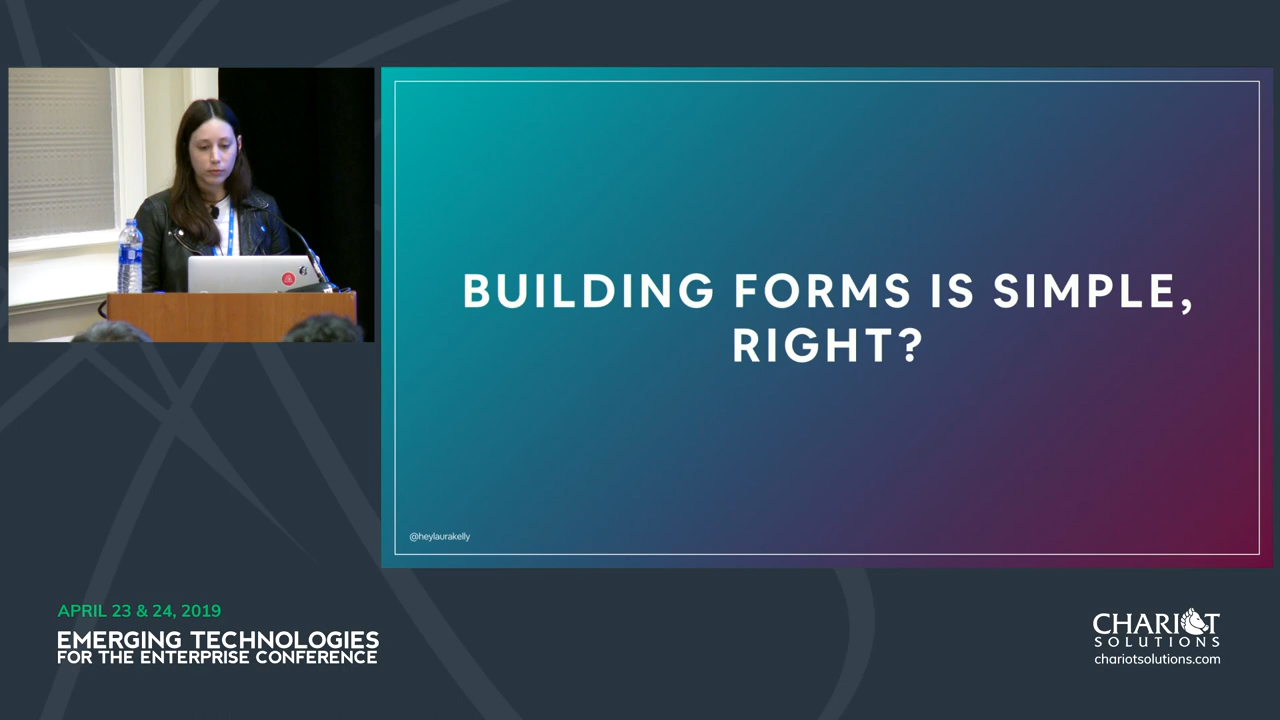 BUILDING FORMS IS SIMPLE,
RIGHT?
@heylaurakelly
APRIL 23 & 24, 2019
EMERGING TECHNOLOGIES
FOR THE ENTERPRISE CONFERENCE
CHARIOT
SOLUTIONS
chariotsolutions.com